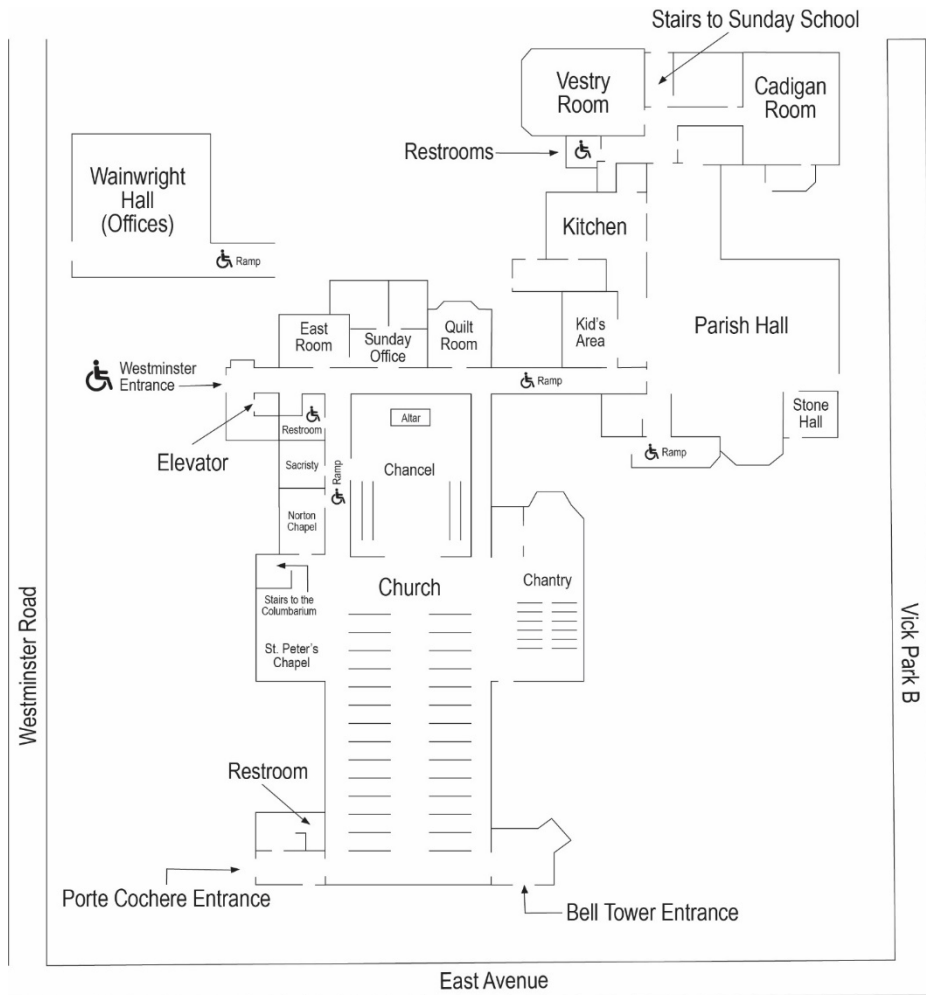 Stairs to Sunday School
Vestry
Room
Cadigan
Room
Restrooms
Wainwright
Hall
(Offices)
Ramp
Kitchen
East
Room
Sunday
Office
Quilt
Room
Kid's
Area
Parish Hall
Westminster
Entrance
Ramp
Stone
Hall
Elevator
Restroom
Altar
Ramp
Sacristy
Ramp
Chancel
Norton
Chapel
Church
Chantry
Stairs to the
Columbarium
St. Peter's
Chapel
Westminster Road
Vick Park B
Restroom
Porte Cochere Entrance
Bell Tower Entrance
East Avenue